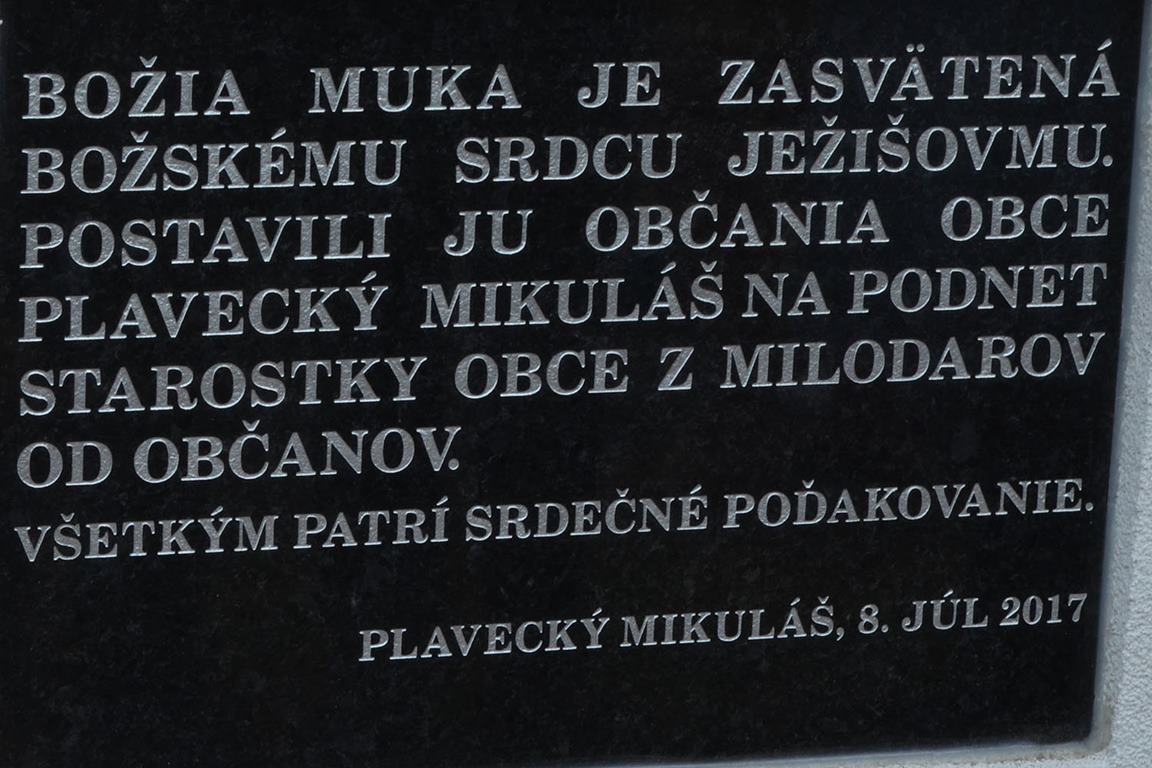 BOŽIA MUKA JE ZASVÄTENÁ
BOŽSKÉMU SRDCU JEŽIŠOVMU.
POSTAVILI JU OBČANIA OBCE
PLAVECKÝ MIKULÁŠ NA PODNET
STAROSTKY OBCE Z MILODAROV
OD OBČANOV.
VŠETKÝM PATRÍ SRDEČNÉ POĎAKOVANIE.
PLAVECKÝ MIKULÁŠ, 8. JÚL 2017